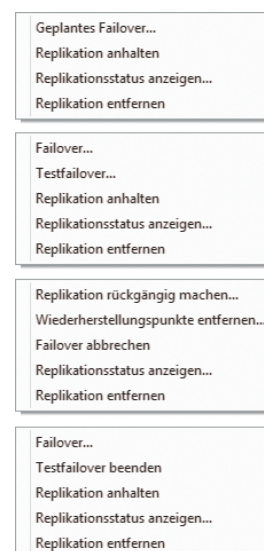 Geplantes Failover...
Replikation anhalten
Replikationsstatus anzeigen...
Replikation entfernen
Failover...
Testfailover...
Replikation anhalten
Replikationsstatus anzeigen...
Replikation entfernen
Replikation rückgängig machen...
Wiederherstellungspunkte entfernen...
Failover abbrechen
Replikationsstatus anzeigen...
Replikation entfernen
Failover...
Testfailover beenden
Replikation anhalten
Replikationsstatus anzeigen...
Replikation entfernen